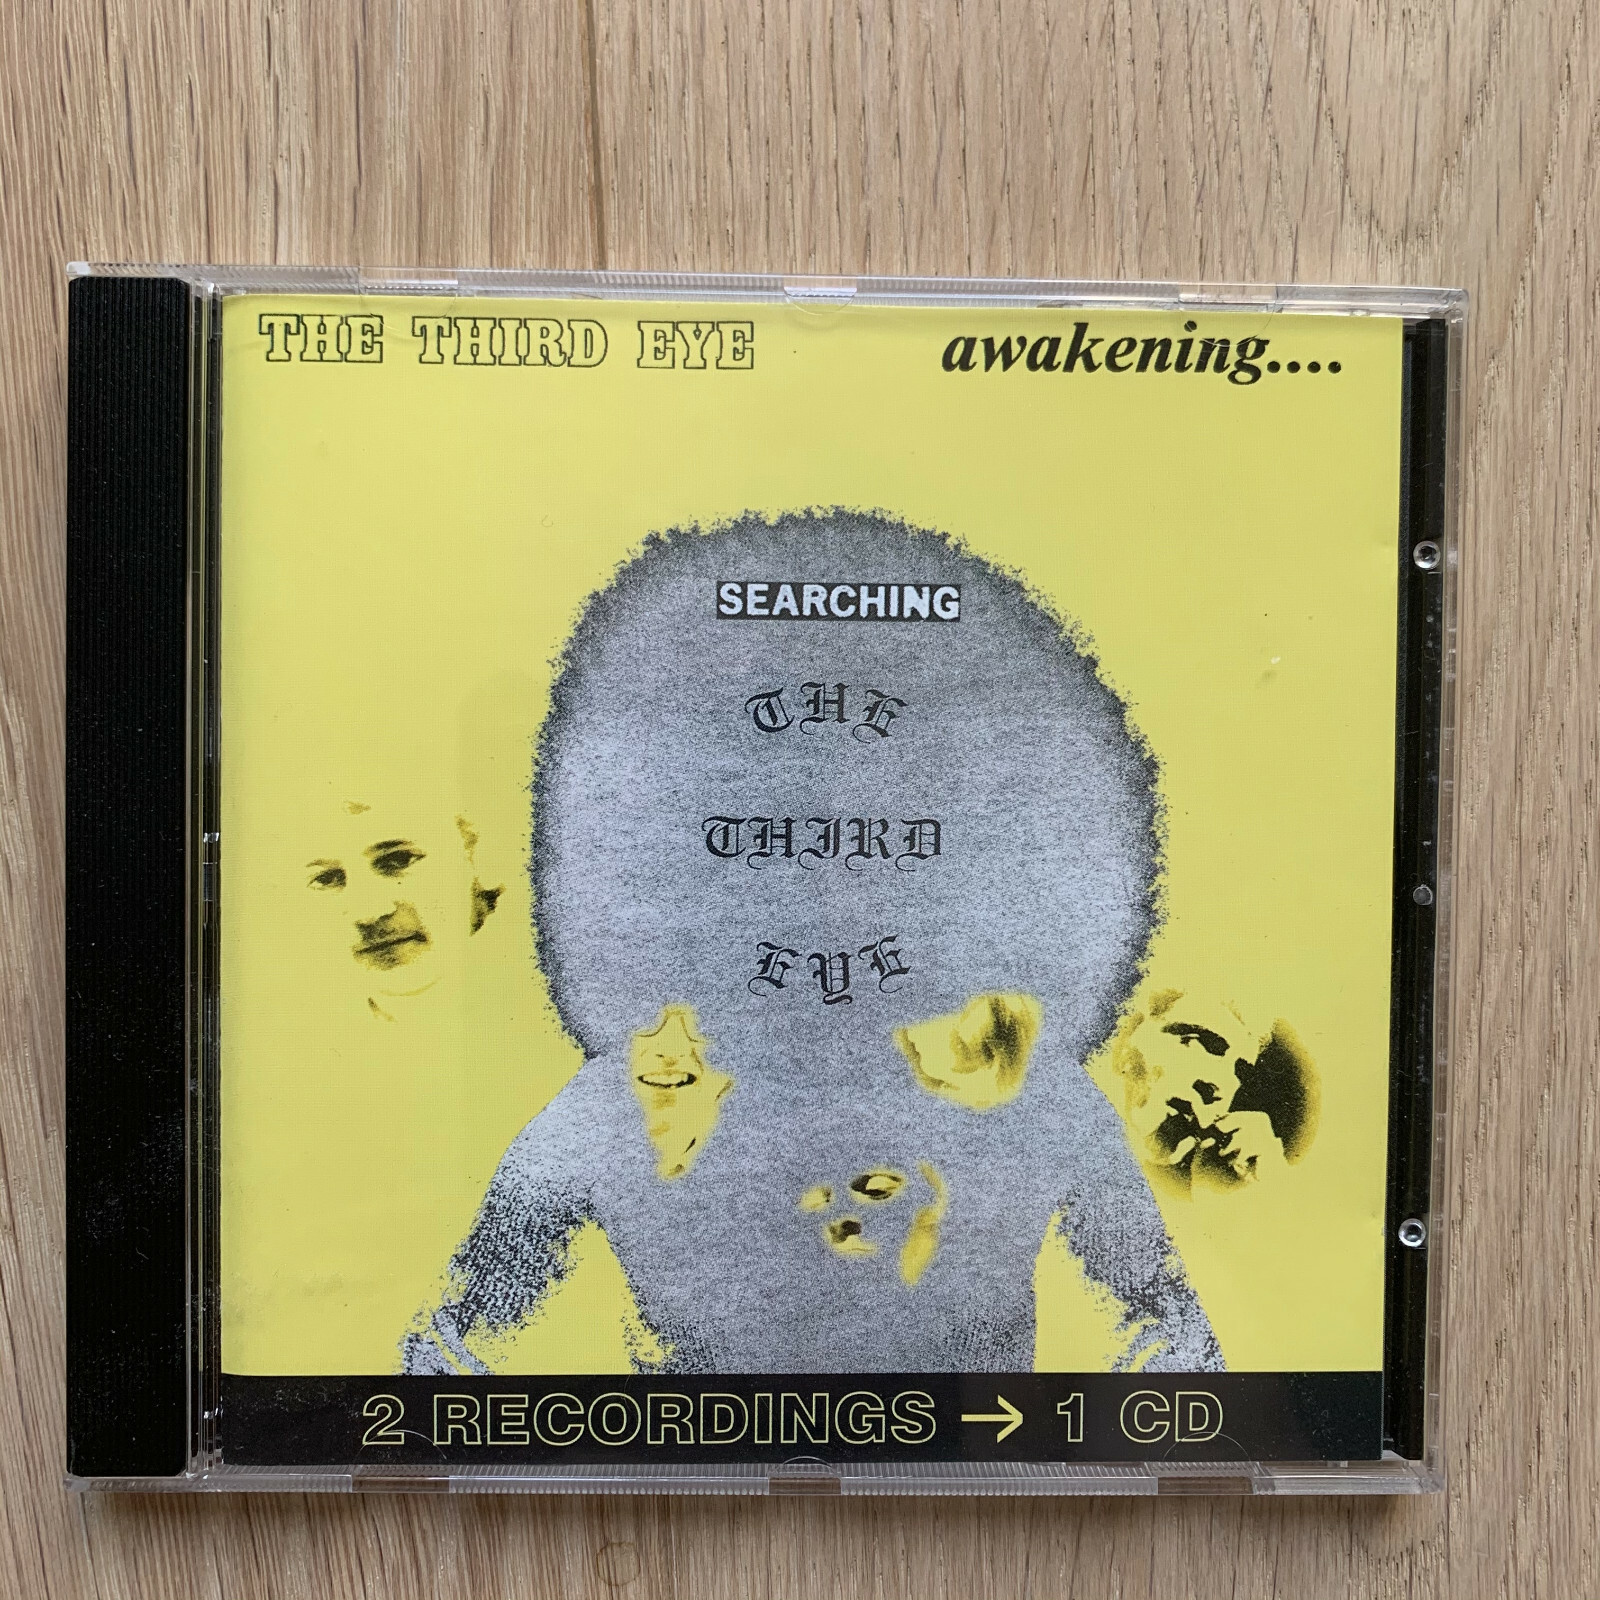 THE THIRD EYE awakening....
SEARCHING
THE
THIRD
EYE
2 RECORDINGS → 1 CD